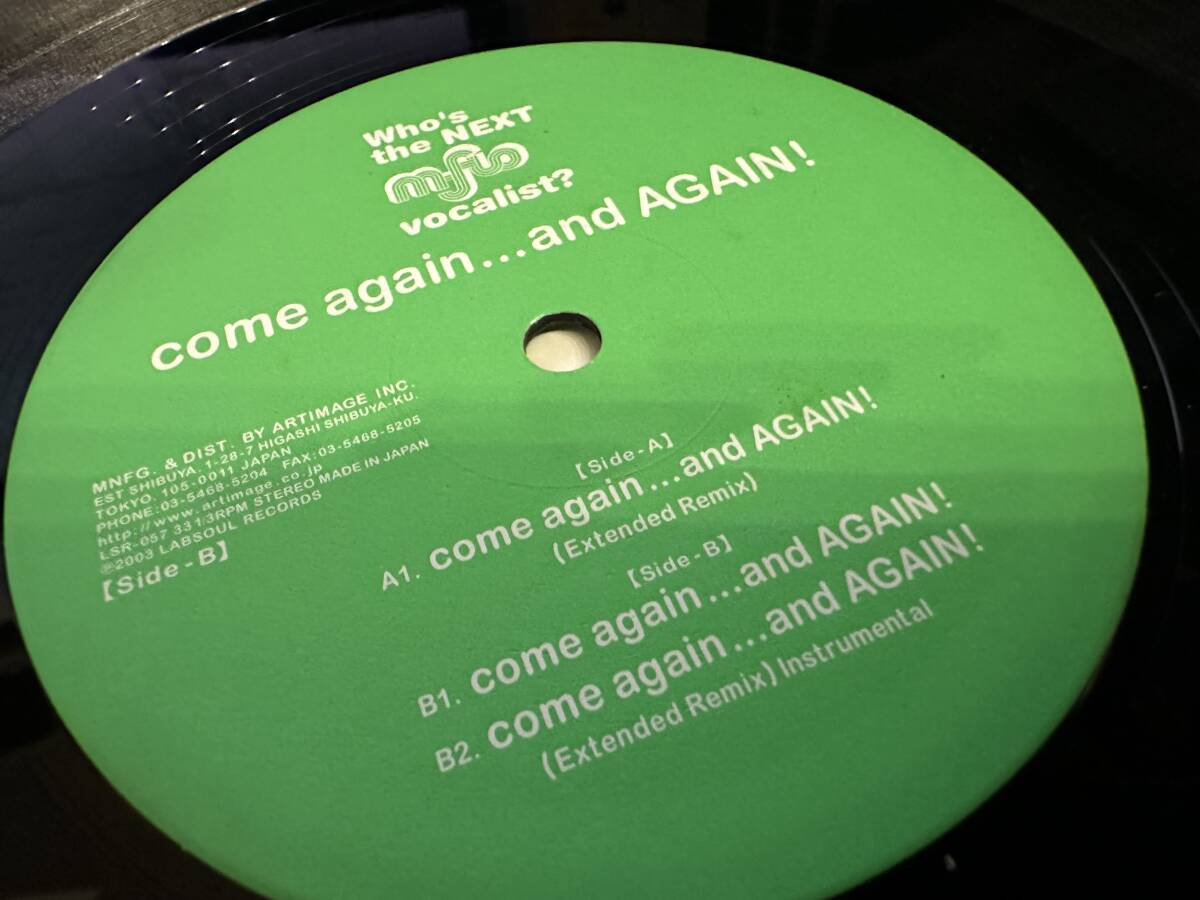 Who's
the NEXT
m-flo
vocalist?
come again...and AGAIN!
MNFG. & DIST. BY ARTIMAGE INC.
EST SHIBUYA, 1-28-7 HIGASHI SHIBUYA-KU.
TOKYO. 105-0011 JAPAN
PHONE:03-5468-5204 FAX:03-5468-5205
http://www.artimage.co.jp
LSR-057 33 1/3RPM STEREO MADE IN JAPAN
℗2003 LABSOUL RECORDS
【Side-B】
【Side-A】
A1. come again...and AGAIN!
(Extended Remix)
【Side-B】
B1. come again...and AGAIN!
B2. come again...and AGAIN!
(Extended Remix) Instrumental